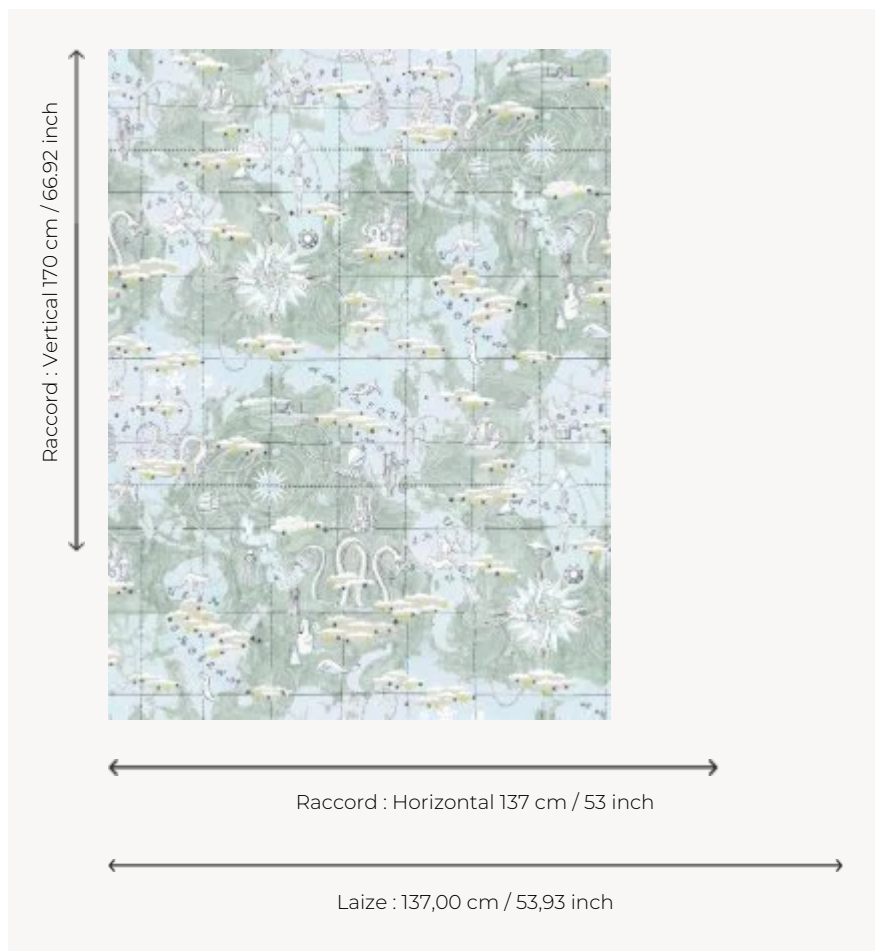 Raccord : Vertical 170 cm / 66.92 inch
Raccord : Horizontal 137 cm / 53 inch
Laize : 137,00 cm / 53,93 inch